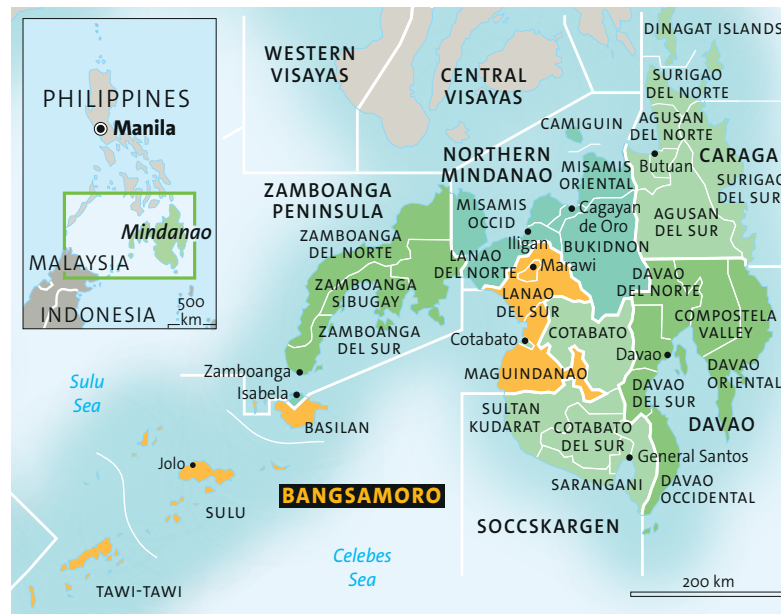 PHILIPPINES
Manila
Mindanao
MALAYSIA
INDONESIA
500
km
WESTERN
VISAYAS
CENTRAL
VISAYAS
DINAGAT ISLANDS
SURIGAO
DEL NORTE
CAMIGUIN
AGUSAN
DEL NORTE
Butuan
CARAGA
SURIGAO
DEL SUR
AGUSAN
DEL SUR
NORTHERN
MINDANAO
MISAMIS
ORIENTAL
MISAMIS
OCCID
Cagayan
de Oro
Iligan
BUKIDNON
LANAO
DEL NORTE
Marawi
LANAO
DEL SUR
ZAMBOANGA
PENINSULA
ZAMBOANGA
DEL NORTE
ZAMBOANGA
SIBUGAY
ZAMBOANGA
DEL SUR
Zamboanga
Isabela
BASILAN
DAVAO
DEL NORTE
COMPOSTELA
VALLEY
COTABATO
Cotabato
Davao
MAGUINDANAO
DAVAO
ORIENTAL
DAVAO
DEL SUR
DAVAO
SULTAN
KUDARAT
COTABATO
DEL SUR
General Santos
SARANGANI
DAVAO
OCCIDENTAL
SOCCSKARGEN
Sulu
Sea
Jolo
SULU
BANGSAMORO
Celebes
Sea
TAWI-TAWI
200 km